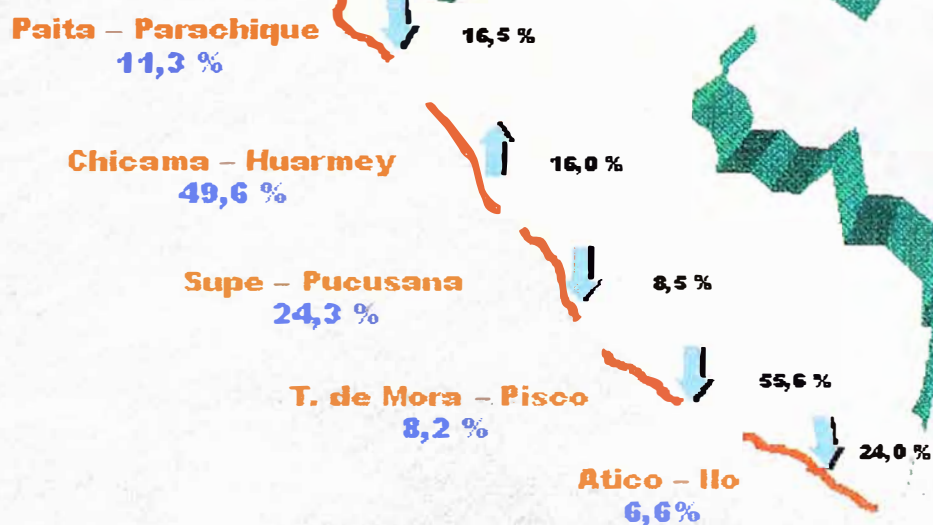 Paita – Parachique
11,3 %
16,5 %
Chicama – Huarmey
49,6 %
16,0 %
Supe – Pucusana
24,3 %
8,5 %
T. de Mora – Pisco
8,2 %
55,6 %
Atico – Ilo
6,6%
24,0 %